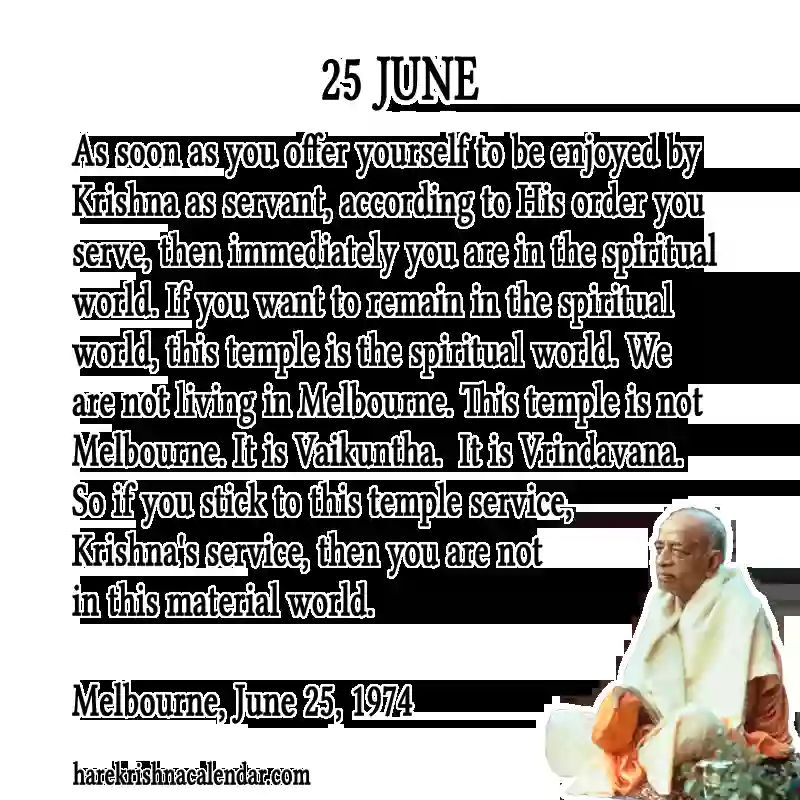 25 JUNE
As soon as you offer yourself to be enjoyed by
Krishna as servant, according to His order you
serve, then immediately you are in the spiritual
world. If you want to remain in the spiritual
world, this temple is the spiritual world. We
are not living in Melbourne. This temple is not
Melbourne. It is Vaikuntha.  It is Vrindavana.
So if you stick to this temple service,
Krishna's service, then you are not
in this material world.
Melbourne, June 25, 1974
harekrishnacalendar.com